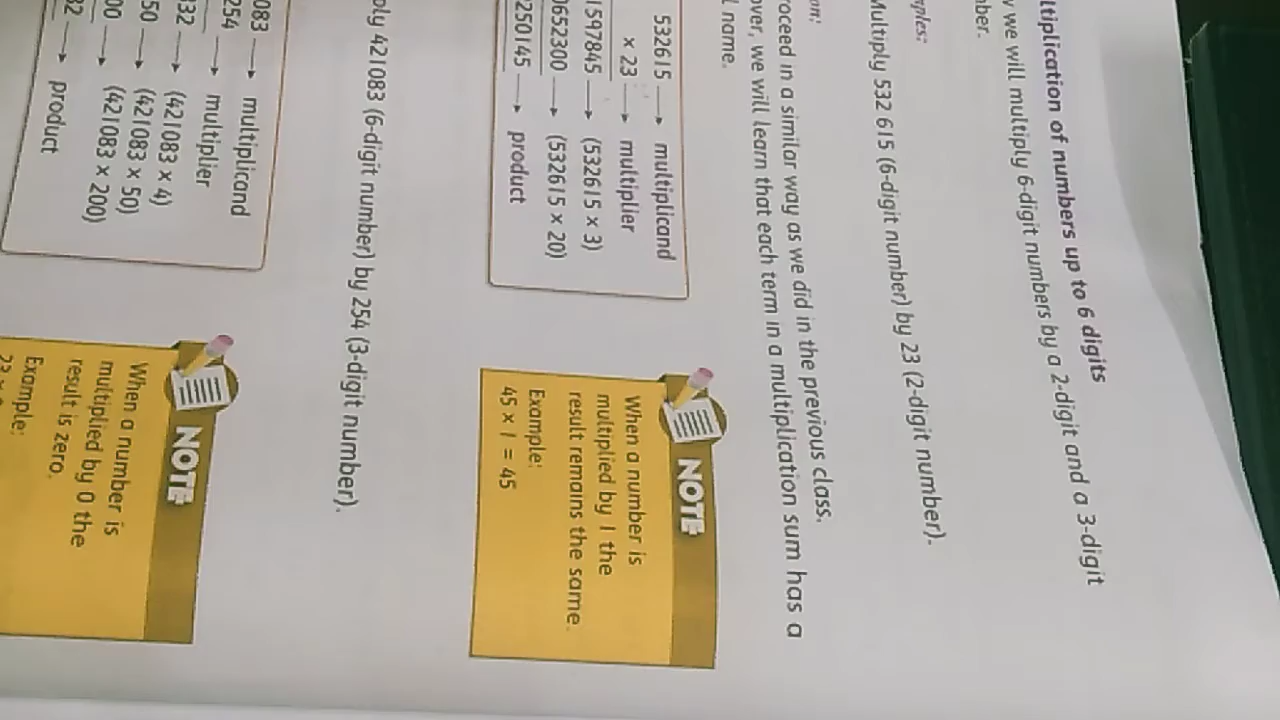 ltiplication of numbers up to 6 digits
we will multiply 6-digit numbers by a 2-digit and a 3-digit
ber.
mples:
Multiply 532 615 (6-digit number) by 23 (2-digit number).
on:
roceed in a similar way as we did in the previous class.
over, we will learn that each term in a multiplication sum has a
l name.
532615 → multiplicand
× 23 → multiplier
1597845 → (532615 × 3)
0652300 → (532615 × 20)
250145 → product
NOTE
When a number is
multiplied by 1 the
result remains the same.
Example:
45 × 1 = 45
ply 421083 (6-digit number) by 254 (3-digit number).
083 → multiplicand
254 → multiplier
332 → (421083 × 4)
50 → (421083 × 50)
00 → (421083 × 200)
82 → product
NOTE
When a number is
multiplied by 0 the
result is zero.
Example: